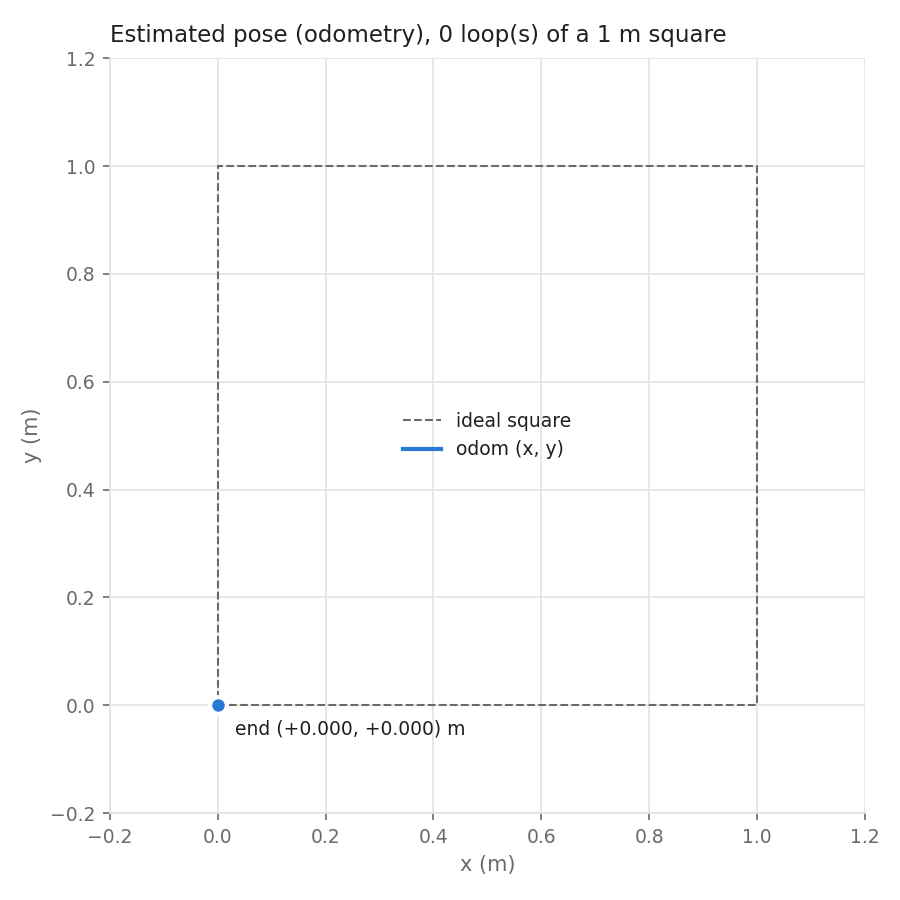 Estimated pose (odometry), 0 loop(s) of a 1 m square
1.2
1.0
0.8
0.6
0.4
0.2
0.0
−0.2
y (m)
ideal square
odom (x, y)
end (+0.000, +0.000) m
−0.2 0.0 0.2 0.4 0.6 0.8 1.0 1.2
x (m)